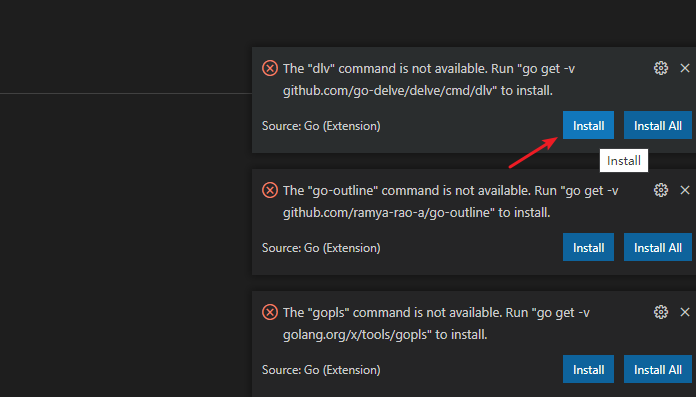 The "dlv" command is not available. Run "go get -v
github.com/go-delve/delve/cmd/dlv" to install.
Source: Go (Extension)
Install
Install All
Install
The "go-outline" command is not available. Run "go get -v
github.com/ramya-rao-a/go-outline" to install.
Source: Go (Extension)
Install
Install All
The "gopls" command is not available. Run "go get -v
golang.org/x/tools/gopls" to install.
Source: Go (Extension)
Install
Install All